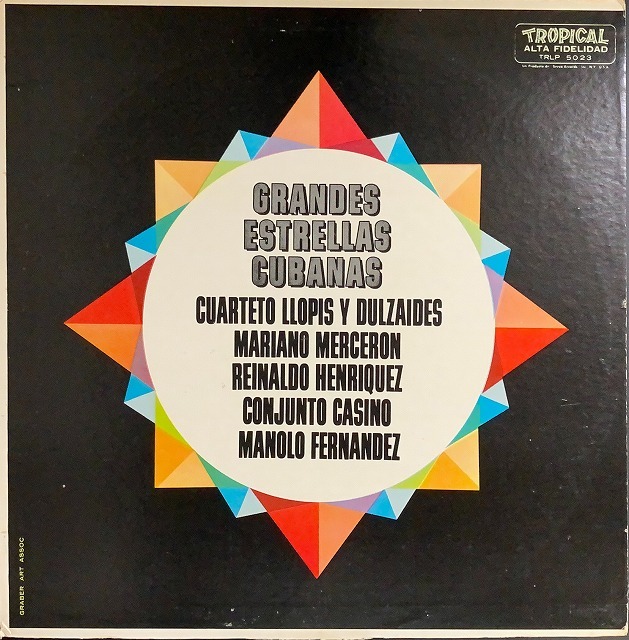 TROPICAL
ALTA FIDELIDAD
TRLP 5023
GRANDES
ESTRELLAS
CUBANAS
CUARTETO LLOPIS Y DULZAIDES
MARIANO MERCERON
REINALDO HENRIQUEZ
CONJUNTO CASINO
MANOLO FERNANDEZ
GRABER ART ASSOC